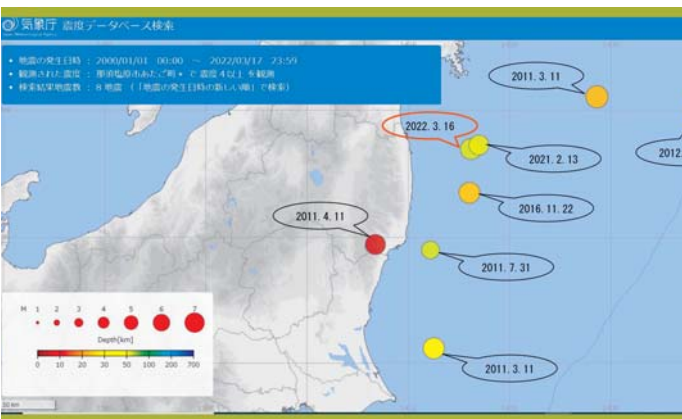 気象庁 震度データベース検索
• 地震の発生日時 : 2000/01/01 00:00 ～ 2022/03/17 23:59
• 観測された震度 : 那須塩原市あたご町* で 震度４以上 を観測
• 検索結果地震数 : 8 地震 (「地震の発生日時の新しい順」で検索)
2011. 3. 11
2022. 3. 16
2021. 2. 13
2012.
2016. 11. 22
2011. 4. 11
2011. 7. 31
2011. 3. 11
M 1 2 3 4 5 6 7
Depth[km]
0 10 20 30 50 100 200 700